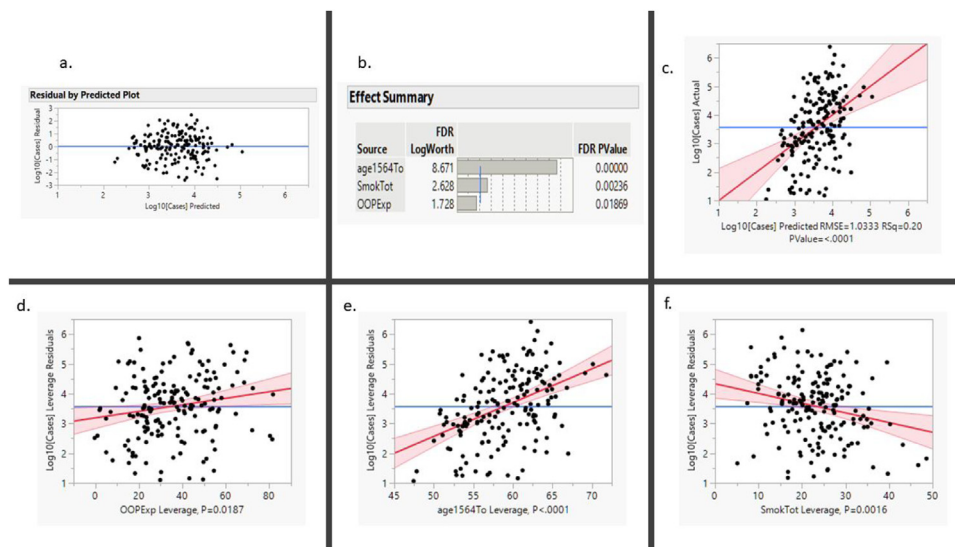 a.
Residual by Predicted Plot
Log10[Cases] Residual
3
2
1
0
-1
-2
-3
1 2 3 4 5 6
Log10[Cases] Predicted
b.
Effect Summary
FDR
Source LogWorth FDR PValue
age1564To 8.671 0.00000
SmokTot 2.628 0.00236
OOPExp 1.728 0.01869
c.
Log10[Cases] Actual
6
5
4
3
2
1
1 2 3 4 5 6
Log10[Cases] Predicted RMSE=1.0333 RSq=0.20
PValue=<.0001
d.
Log10[Cases] Leverage Residuals
6
5
4
3
2
1
0 20 40 60 80
OOPExp Leverage, P=0.0187
e.
Log10[Cases] Leverage Residuals
6
5
4
3
2
1
45 50 55 60 65 70
age1564To Leverage, P<.0001
f.
Log10[Cases] Leverage Residuals
6
5
4
3
2
1
0 10 20 30 40 50
SmokTot Leverage, P=0.0016